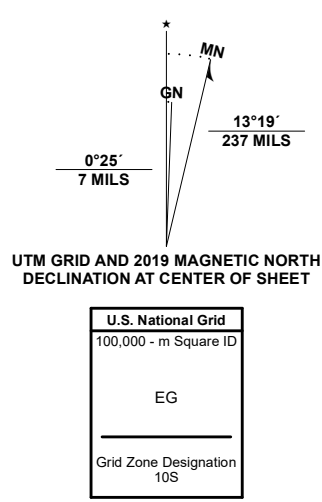 ★
MN
GN
13°19´
237 MILS
0°25´
7 MILS
UTM GRID AND 2019 MAGNETIC NORTH
DECLINATION AT CENTER OF SHEET
U.S. National Grid
100,000 - m Square ID
EG
Grid Zone Designation
10S